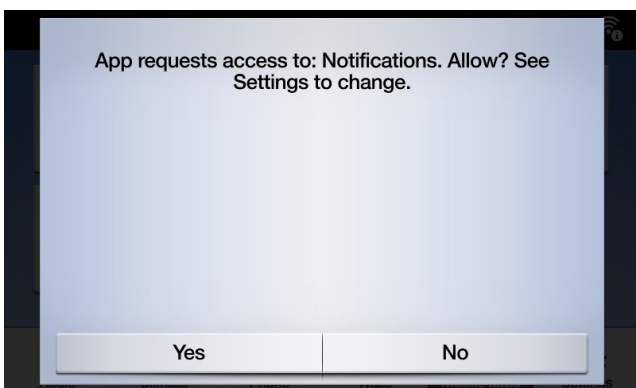 App requests access to: Notifications. Allow? See
Settings to change.
Yes
No